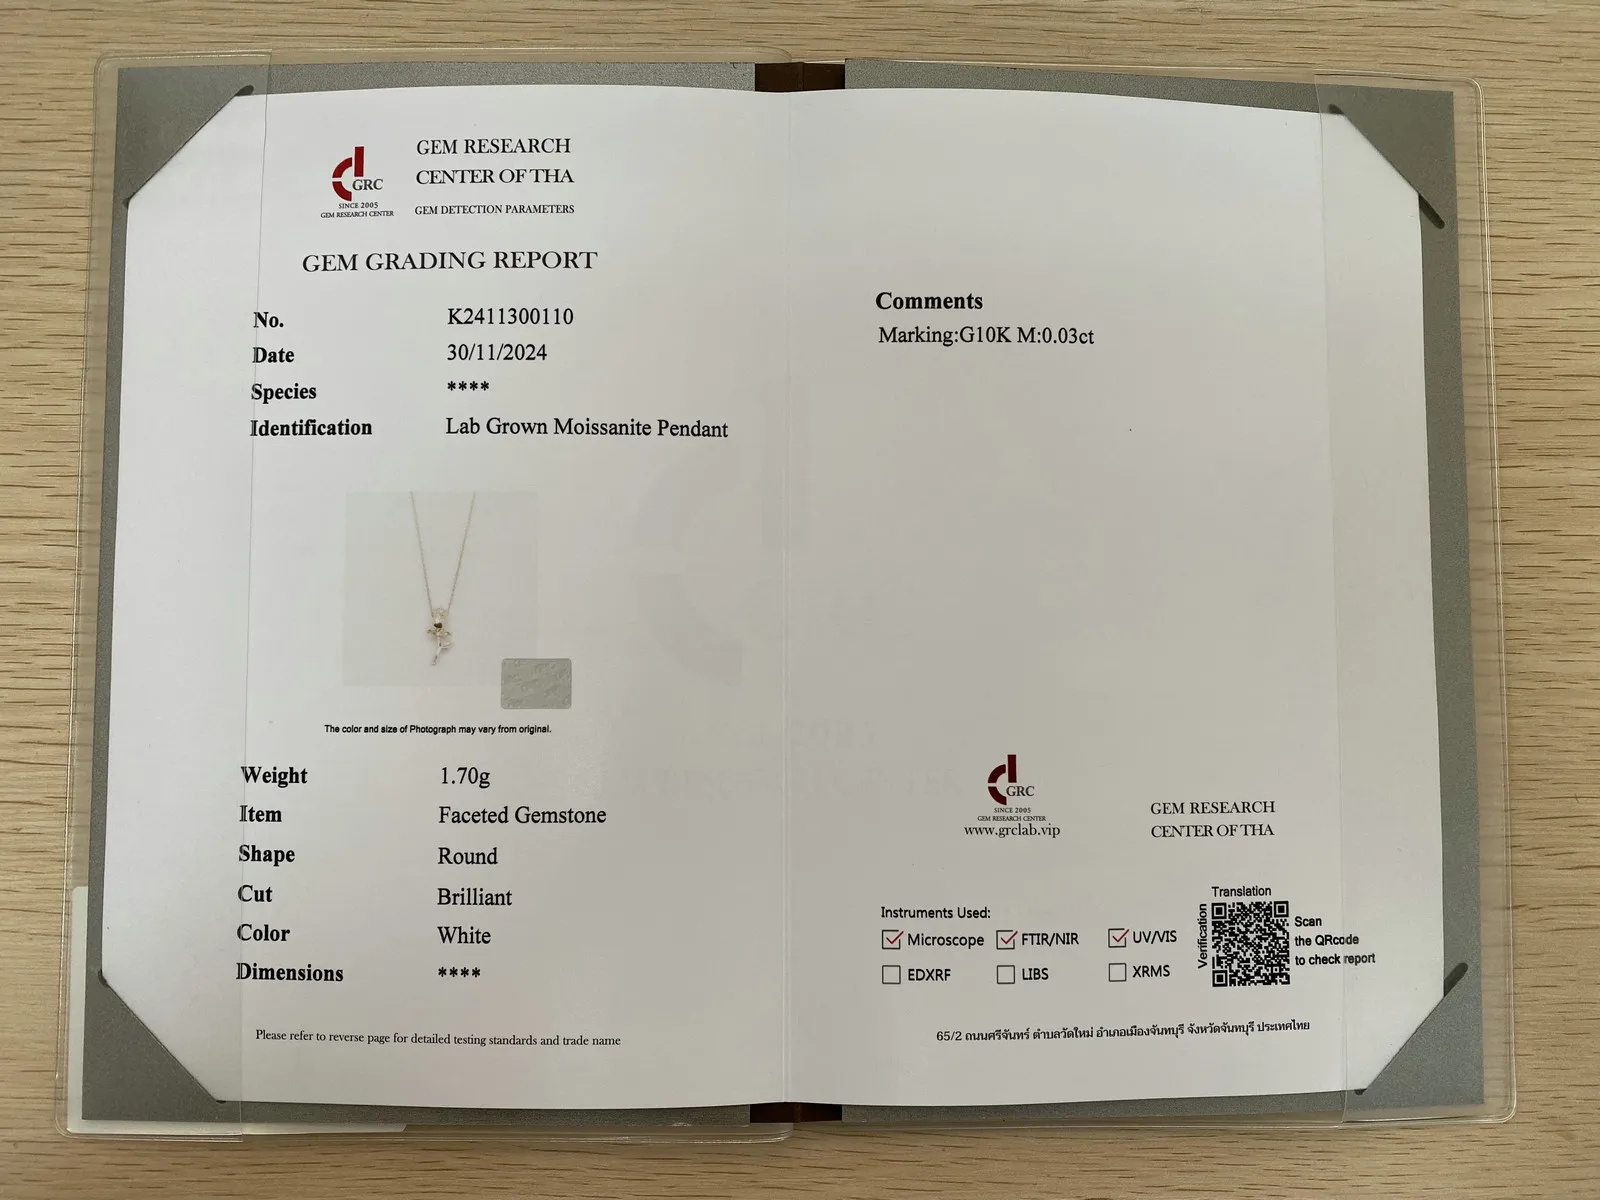 GRC
SINCE 2005
GEM RESEARCH CENTER
GEM RESEARCH
CENTER OF THA
GEM DETECTION PARAMETERS
GEM GRADING REPORT
No. K2411300110
Date 30/11/2024
Species ****
Identification Lab Grown Moissanite Pendant
The color and size of Photograph may vary from original.
Weight 1.70g
Item Faceted Gemstone
Shape Round
Cut Brilliant
Color White
Dimensions ****
Please refer to reverse page for detailed testing standards and trade name
Comments
Marking:G10K M:0.03ct
GRC
SINCE 2005
GEM RESEARCH CENTER
www.grclab.vip
GEM RESEARCH
CENTER OF THA
Instruments Used:
Microscope FTIR/NIR UV/VIS
EDXRF LIBS XRMS
Translation
Verification
Scan
the QRcode
to check report
65/2 ถนนศรีจันทร์ ตำบลวัดใหม่ อำเภอเมืองจันทบุรี จังหวัดจันทบุรี ประเทศไทย